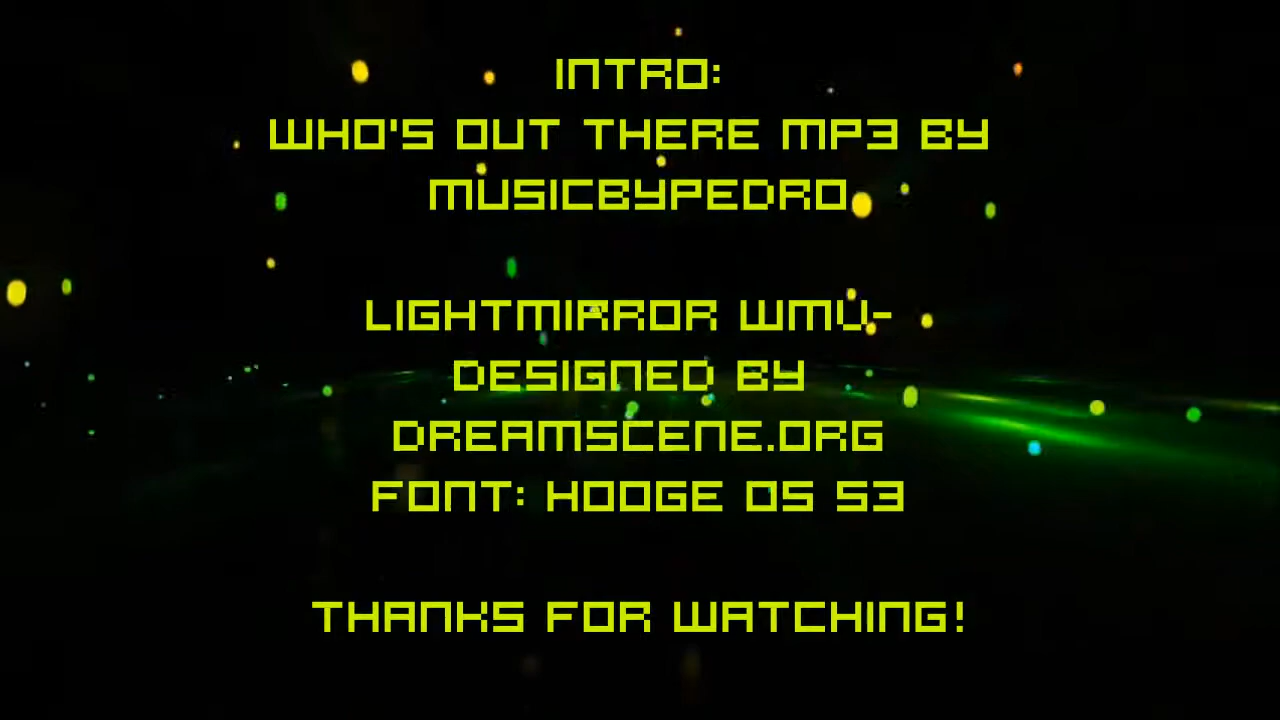 INTRO:
WHO'S OUT THERE MP3 BY
MUSICBYPEDRO
LIGHTMIRROR WMV-
DESIGNED BY
DREAMSCENE.ORG
FONT: HOOGE 05 53
THANKS FOR WATCHING!